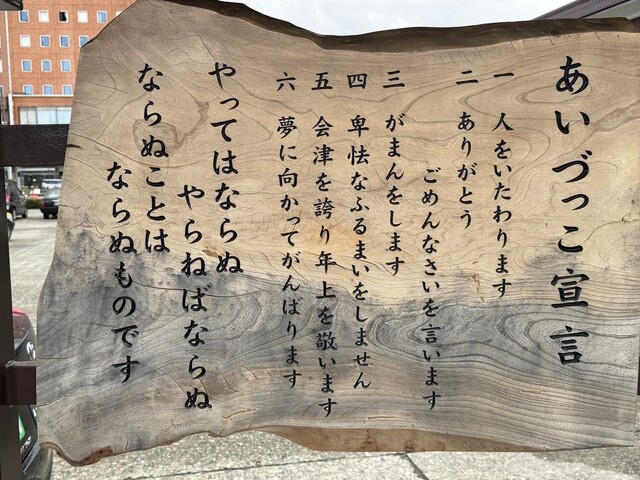 あいづっこ宣言
一 人をいたわります
二 ありがとう
ごめんなさいを言います
三 がまんをします
四 卑怯なふるまいをしません
五 会津を誇り年上を敬います
六 夢に向かってがんばります
やってはならぬ
やらねばならぬ
ならぬことは
ならぬものです